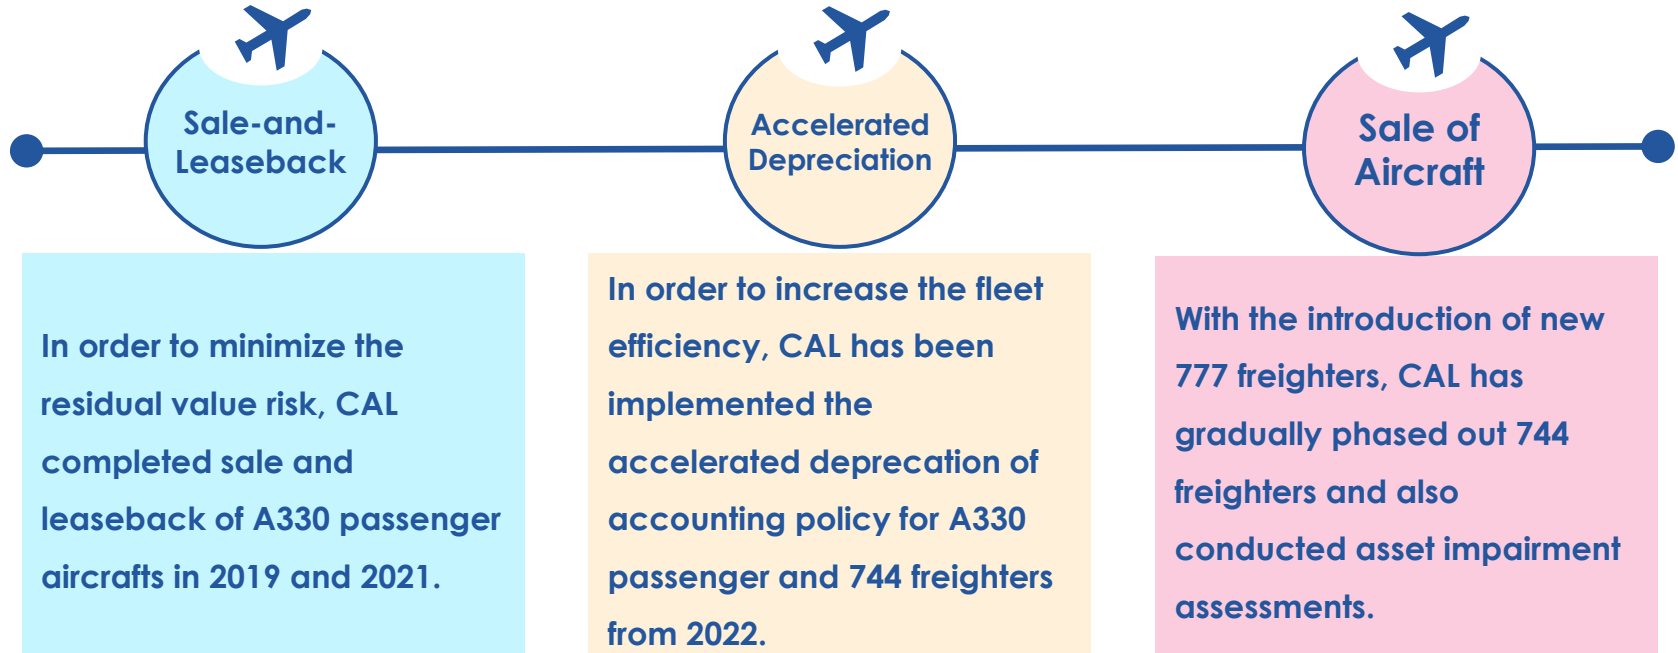 Sale-and-
Leaseback
Accelerated
Depreciation
Sale of
Aircraft
In order to minimize the
residual value risk, CAL
completed sale and
leaseback of A330 passenger
aircrafts in 2019 and 2021.
In order to increase the fleet
efficiency, CAL has been
implemented the
accelerated deprecation of
accounting policy for A330
passenger and 744 freighters
from 2022.
With the introduction of new
777 freighters, CAL has
gradually phased out 744
freighters and also
conducted asset impairment
assessments.